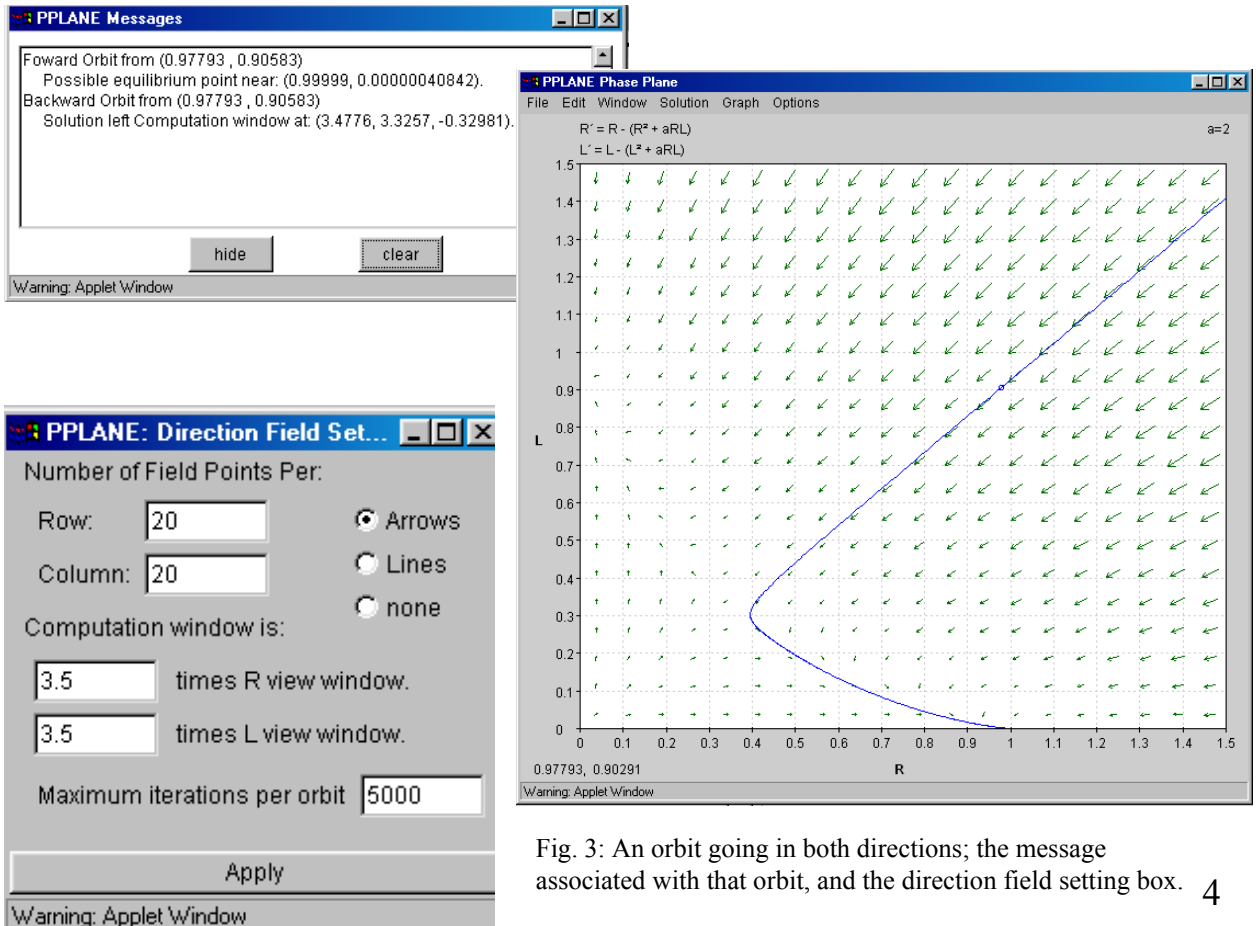 PPLANE Messages
Foward Orbit from (0.97793 , 0.90583)
Possible equilibrium point near: (0.99999, 0.00000040842).
Backward Orbit from (0.97793 , 0.90583)
Solution left Computation window at: (3.4776, 3.3257, -0.32981).
hide clear
Warning: Applet Window
PPLANE Phase Plane
File Edit Window Solution Graph Options
R´ = R - (R² + aRL) a=2
L´ = L - (L² + aRL)
1.5
1.4
1.3
1.2
1.1
1
0.9
0.8
L
0.7
0.6
0.5
0.4
0.3
0.2
0.1
0
0 0.1 0.2 0.3 0.4 0.5 0.6 0.7 0.8 0.9 1 1.1 1.2 1.3 1.4 1.5
0.97793, 0.90291 R
Warning: Applet Window
PPLANE: Direction Field Set...
Number of Field Points Per:
Row: 20 Arrows
Column: 20 Lines
none
Computation window is:
3.5 times R view window.
3.5 times L view window.
Maximum iterations per orbit 5000
Apply
Warning: Applet Window
Fig. 3: An orbit going in both directions; the message
associated with that orbit, and the direction field setting box.
4